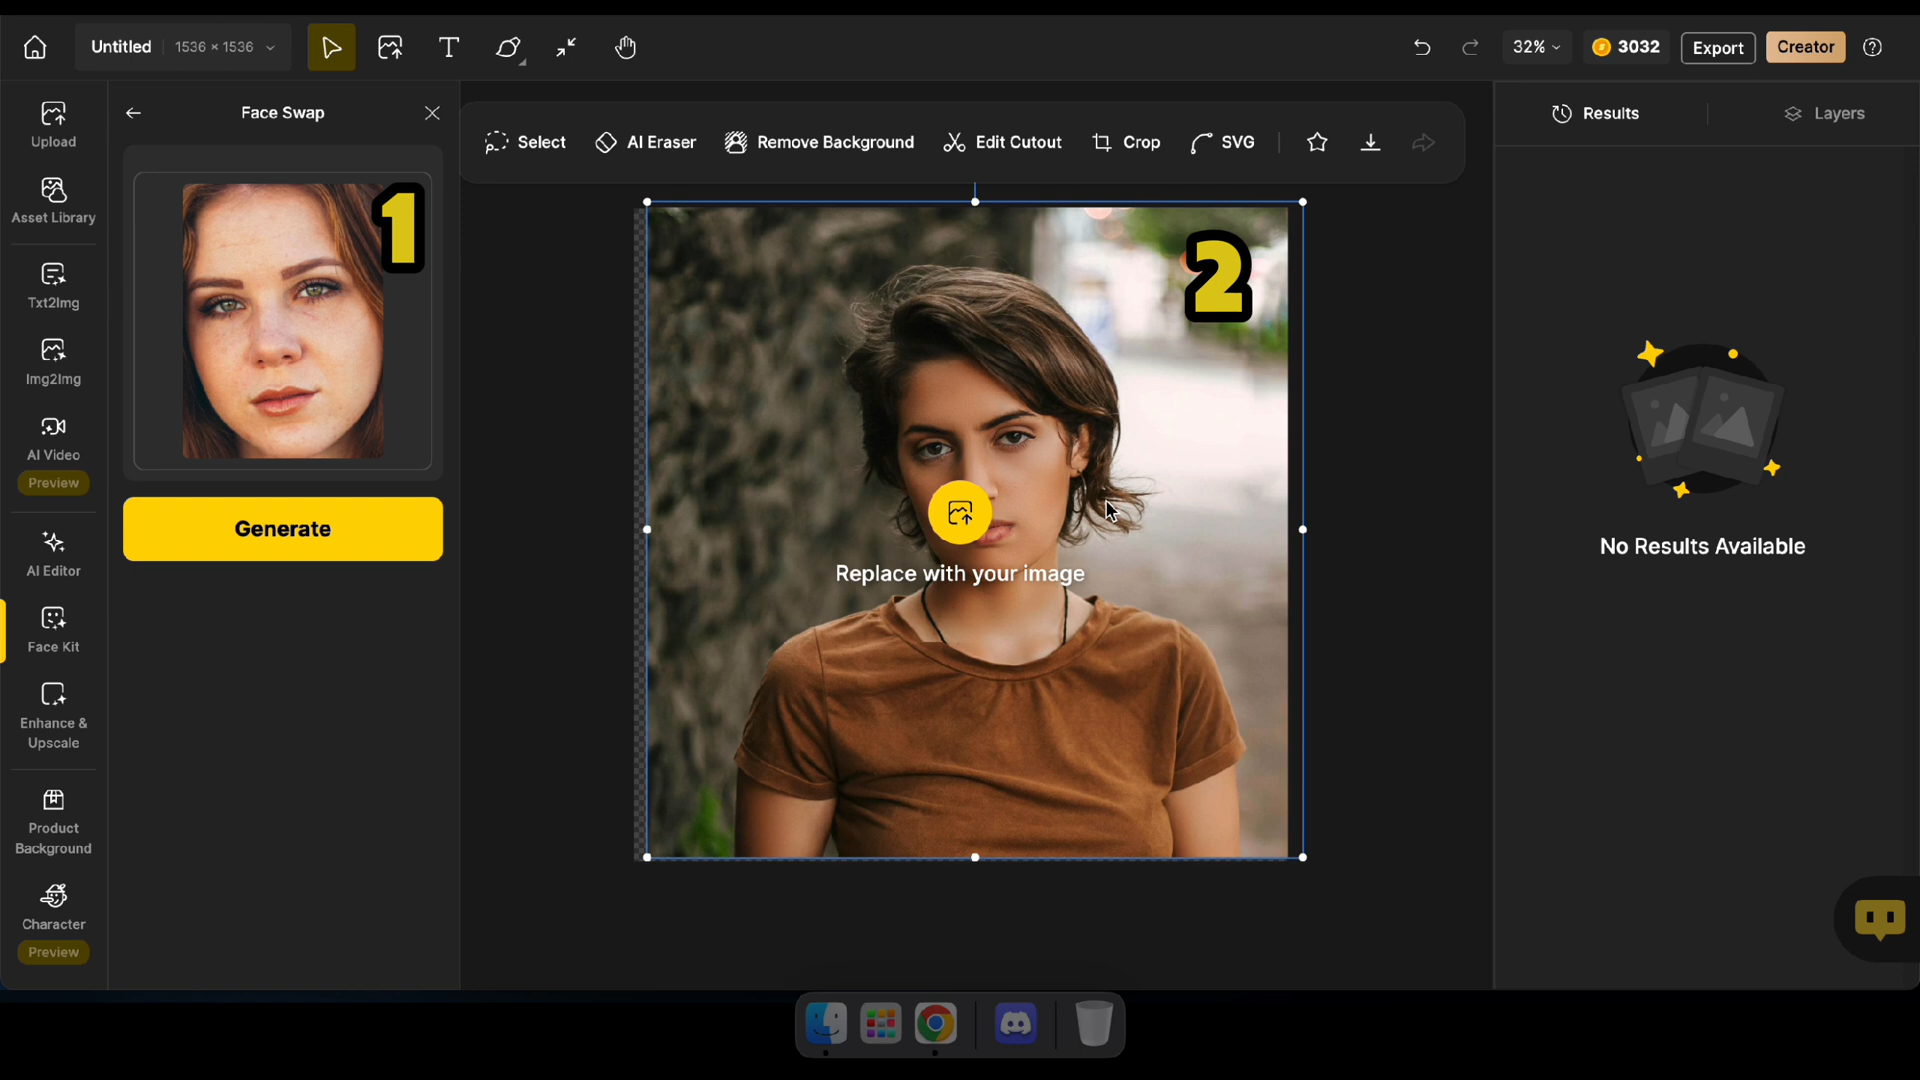 Untitled 1536 × 1536
32%
3032
Export
Creator
Upload
Asset Library
Txt2Img
Img2Img
AI Video
Preview
AI Editor
Face Kit
Enhance &
Upscale
Product
Background
Character
Preview
Face Swap
1
Generate
Select
AI Eraser
Remove Background
Edit Cutout
Crop
SVG
2
Replace with your image
Results
Layers
No Results Available